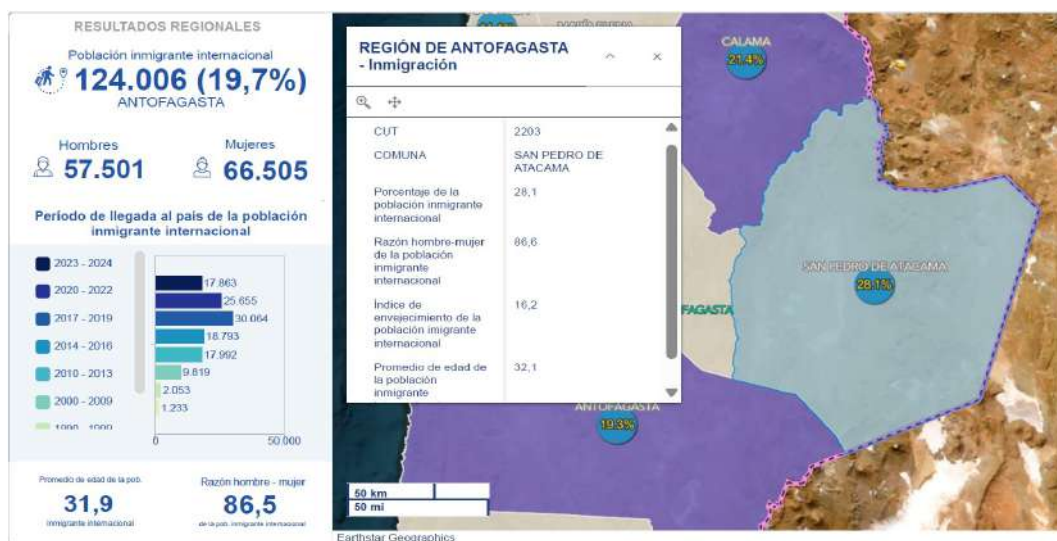 RESULTADOS REGIONALES
Población inmigrante internacional
124.006 (19,7%)
ANTOFAGASTA
Hombres
57.501
Mujeres
66.505
Período de llegada al país de la población
inmigrante internacional
2023 - 2024
2020 - 2022
2017 - 2019
2014 - 2016
2010 - 2013
2000 - 2009
1990 - 1999
17.863
25.655
30.064
18.793
17.992
9.819
2.053
1.233
0
50.000
Promedio de edad de la pob.
31,9
inmigrante internacional
Razón hombre - mujer
86,5
de la pob. inmigrante internacional
REGIÓN DE ANTOFAGASTA
- Inmigración
CUT
2203
COMUNA
SAN PEDRO DE
ATACAMA
Porcentaje de la
población inmigrante
internacional
28,1
Razón hombre-mujer
de la población
inmigrante
internacional
86,6
Índice de
envejecimiento de la
población imigrante
internacional
16,2
Promedio de edad de
la población
inmigrante
32,1
CALAMA
21.4%
SAN PEDRO DE ATACAMA
28.1%
FAGASTA
ANTOFAGASTA
19.3%
50 km
50 mi
Earthstar Geographics